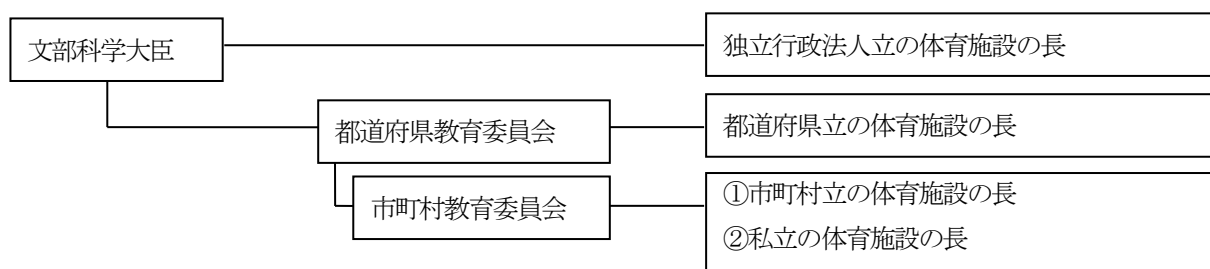 文部科学大臣
独立行政法人立の体育施設の長
都道府県教育委員会
都道府県立の体育施設の長
市町村教育委員会
①市町村立の体育施設の長
②私立の体育施設の長